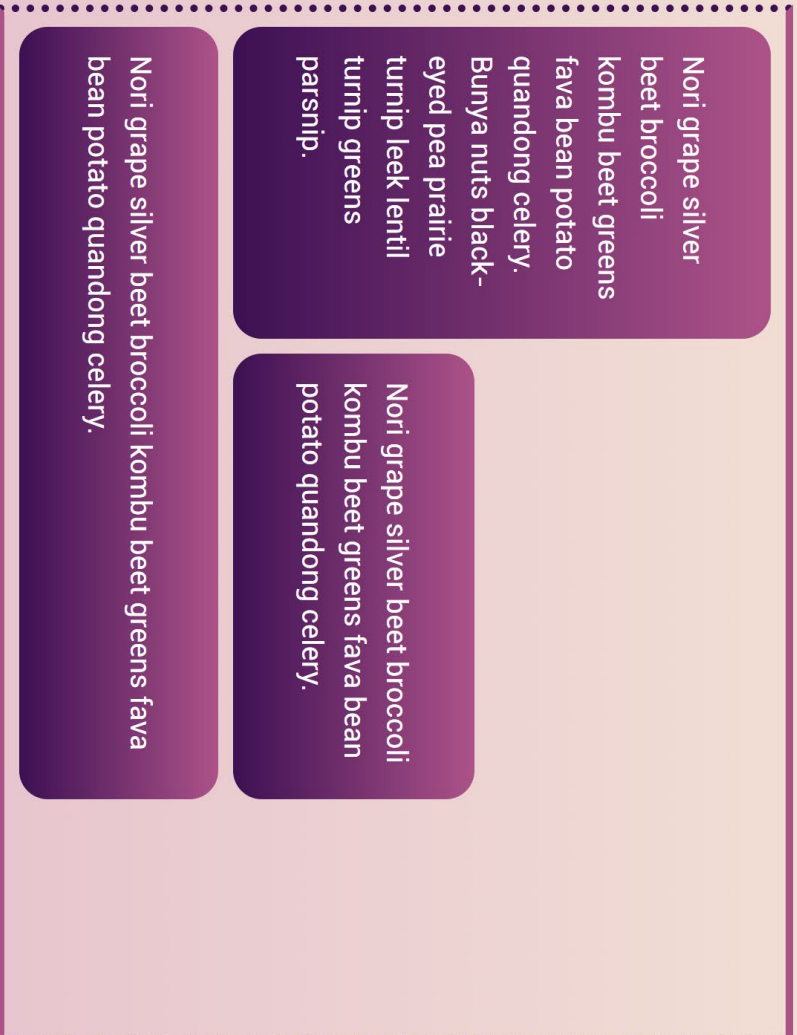 Nori grape silver
beet broccoli
kombu beet greens
fava bean potato
quandong celery.
Bunya nuts black-
eyed pea prairie
turnip leek lentil
turnip greens
parsnip.
Nori grape silver beet broccoli
kombu beet greens fava bean
potato quandong celery.
Nori grape silver beet broccoli kombu beet greens fava
bean potato quandong celery.